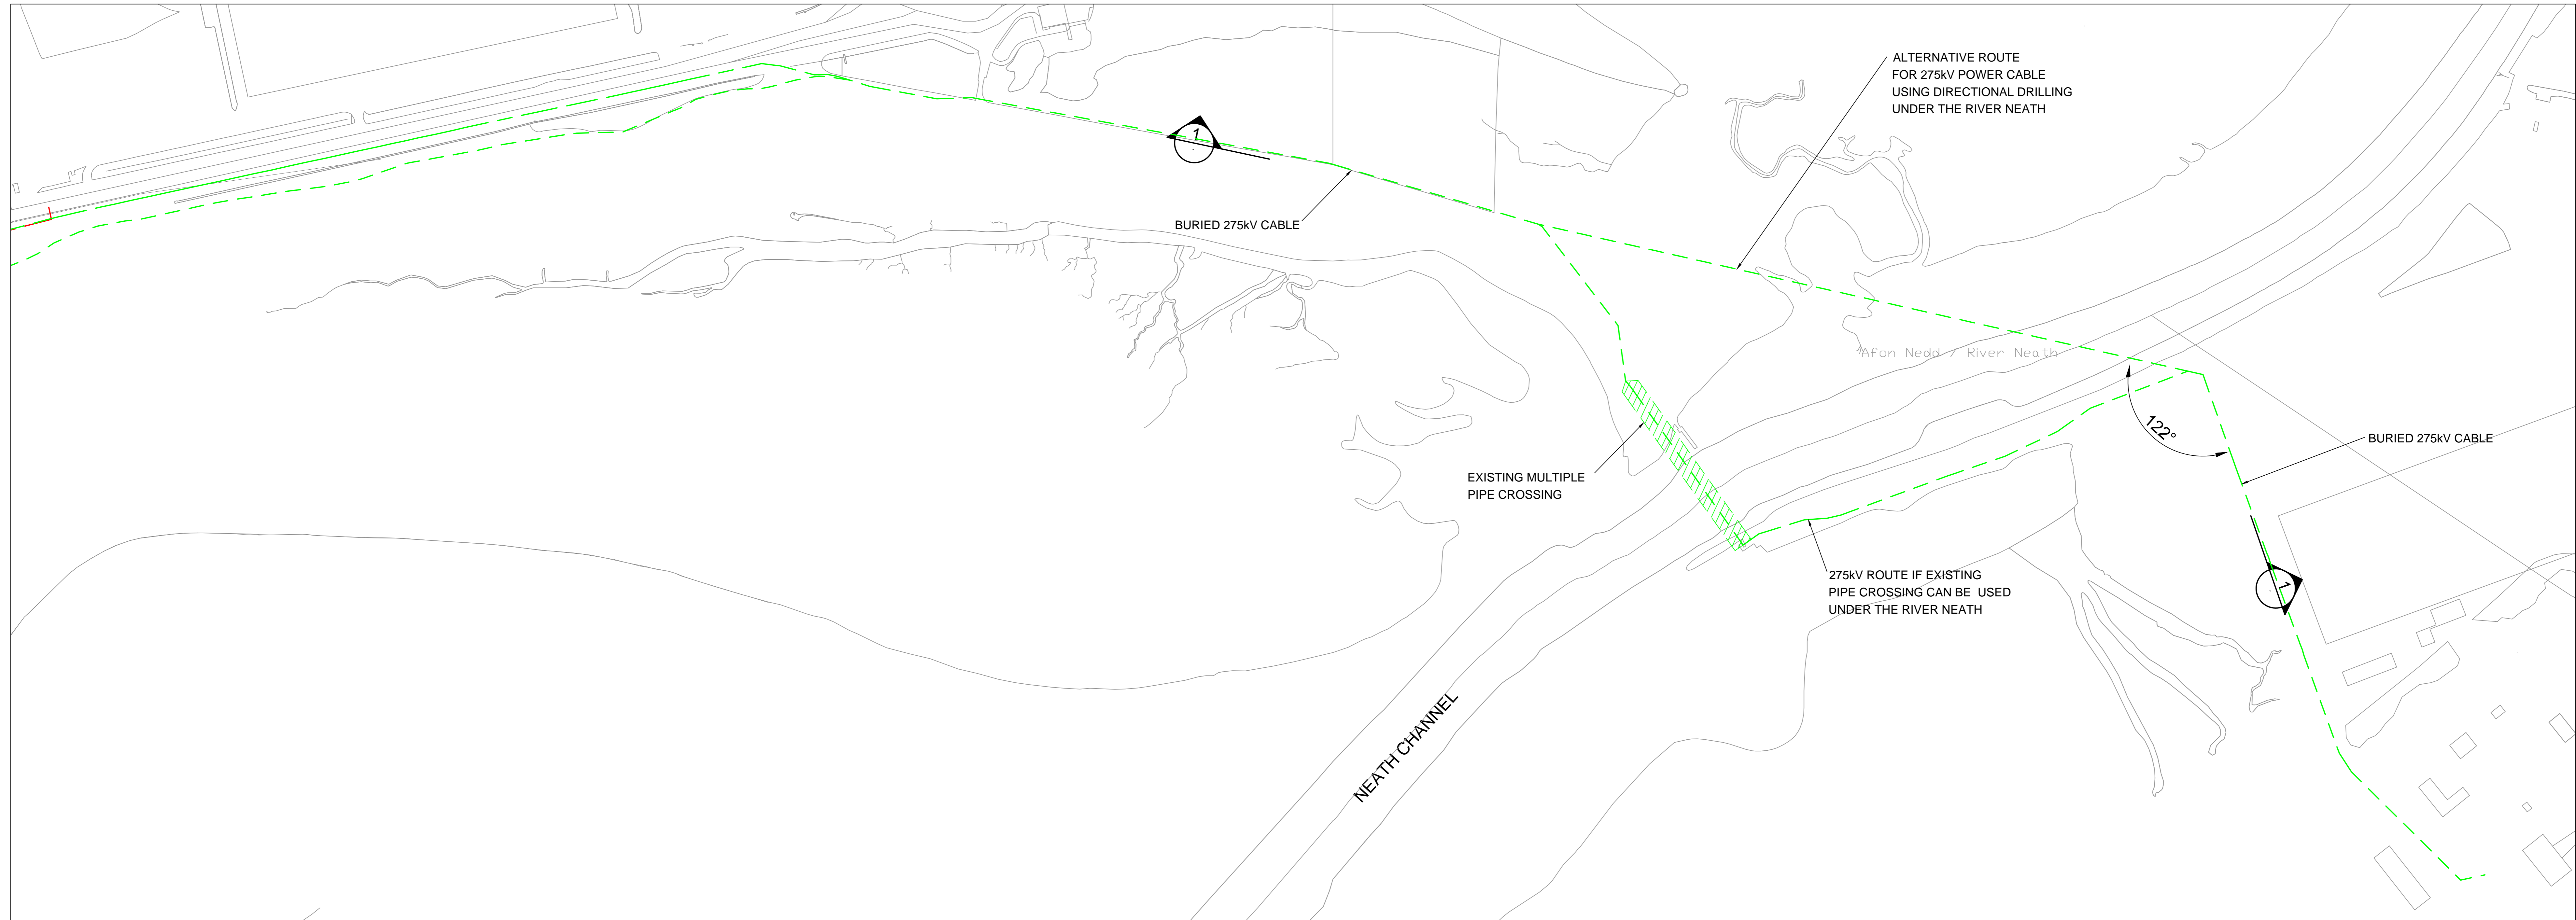 ALTERNATIVE ROUTE
FOR 275kV POWER CABLE
USING DIRECTIONAL DRILLING
UNDER THE RIVER NEATH
1
BURIED 275kV CABLE
Afon Nedd / River Neath
122°
BURIED 275kV CABLE
EXISTING MULTIPLE
PIPE CROSSING
275kV ROUTE IF EXISTING
PIPE CROSSING CAN BE USED
UNDER THE RIVER NEATH
1
NEATH CHANNEL